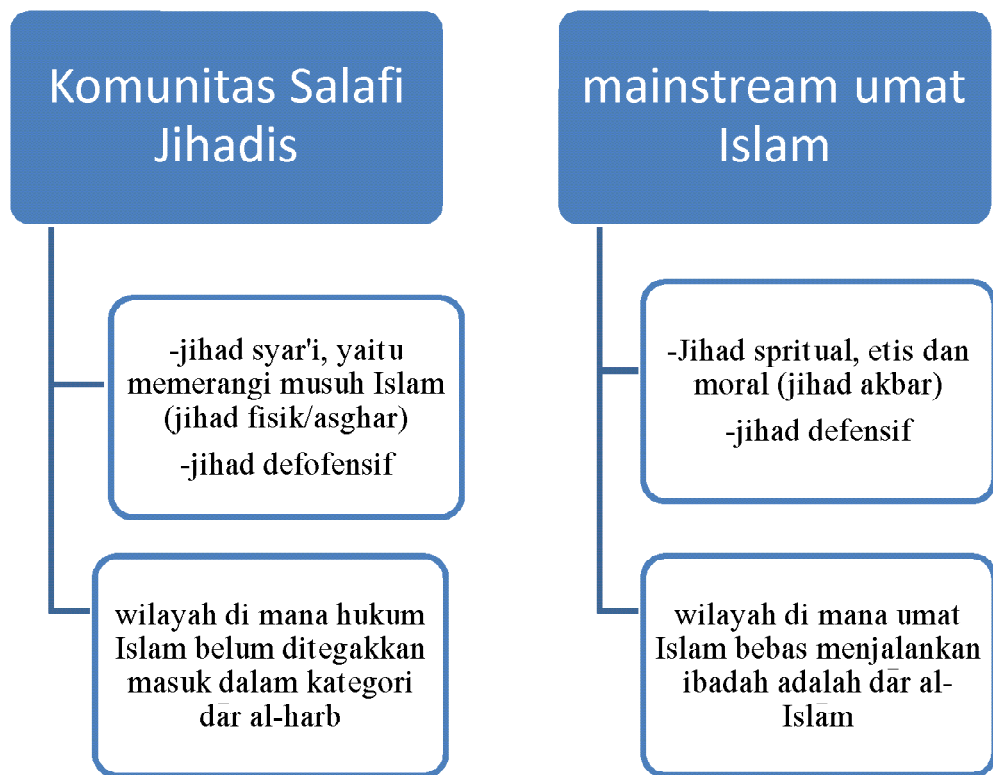 Komunitas Salafi
Jihadis
-jihad syar'i, yaitu
memerangi musuh Islam
(jihad fisik/asghar)
-jihad defofensif
wilayah di mana hukum
Islam belum ditegakkan
masuk dalam kategori
dār al-harb
mainstream umat
Islam
-Jihad spritual, etis dan
moral (jihad akbar)
-jihad defensif
wilayah di mana umat
Islam bebas menjalankan
ibadah adalah dār al-
Islām